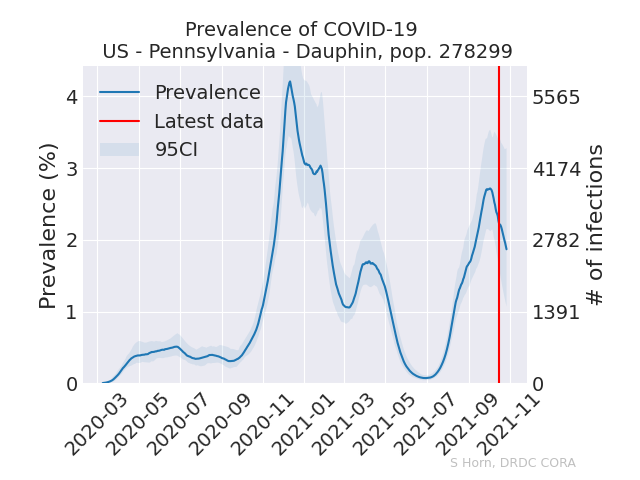 Prevalence of COVID-19
US - Pennsylvania - Dauphin, pop. 278299
Prevalence
Latest data
95CI
Prevalence (%)
4
3
2
1
0
5565
4174
2782
1391
0
# of infections
2020-03
2020-05
2020-07
2020-09
2020-11
2021-01
2021-03
2021-05
2021-07
2021-09
2021-11
S Horn, DRDC CORA